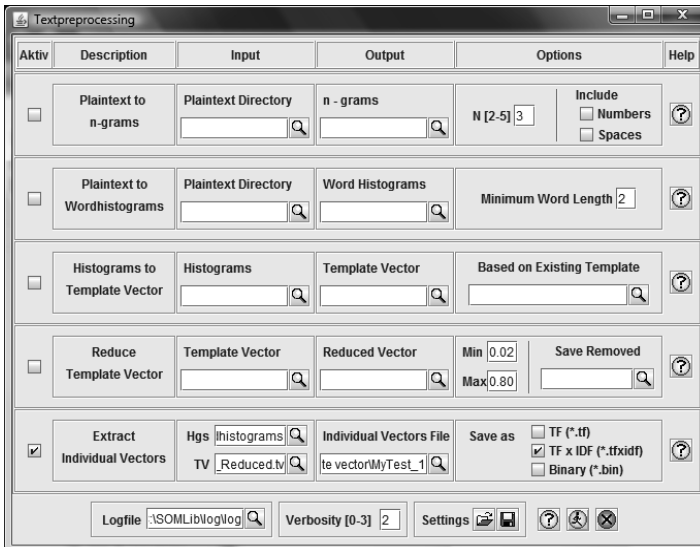 Textpreprocessing
Aktiv Description Input Output Options Help
Plaintext to
n-grams
Plaintext Directory
n - grams
N [2-5] 3
Include
Numbers
Spaces
Plaintext to
Wordhistograms
Plaintext Directory
Word Histograms
Minimum Word Length 2
Histograms to
Template Vector
Histograms
Template Vector
Based on Existing Template
Reduce
Template Vector
Template Vector
Reduced Vector
Min 0.02
Max 0.80
Save Removed
Extract
Individual Vectors
Hgs lhistograms
TV _Reduced.tv
Individual Vectors File
te vector\MyTest_1
Save as
TF (*.tf)
TF x IDF (*.tfxidf)
Binary (*.bin)
Logfile :\SOMLib\log\log Verbosity [0-3] 2 Settings